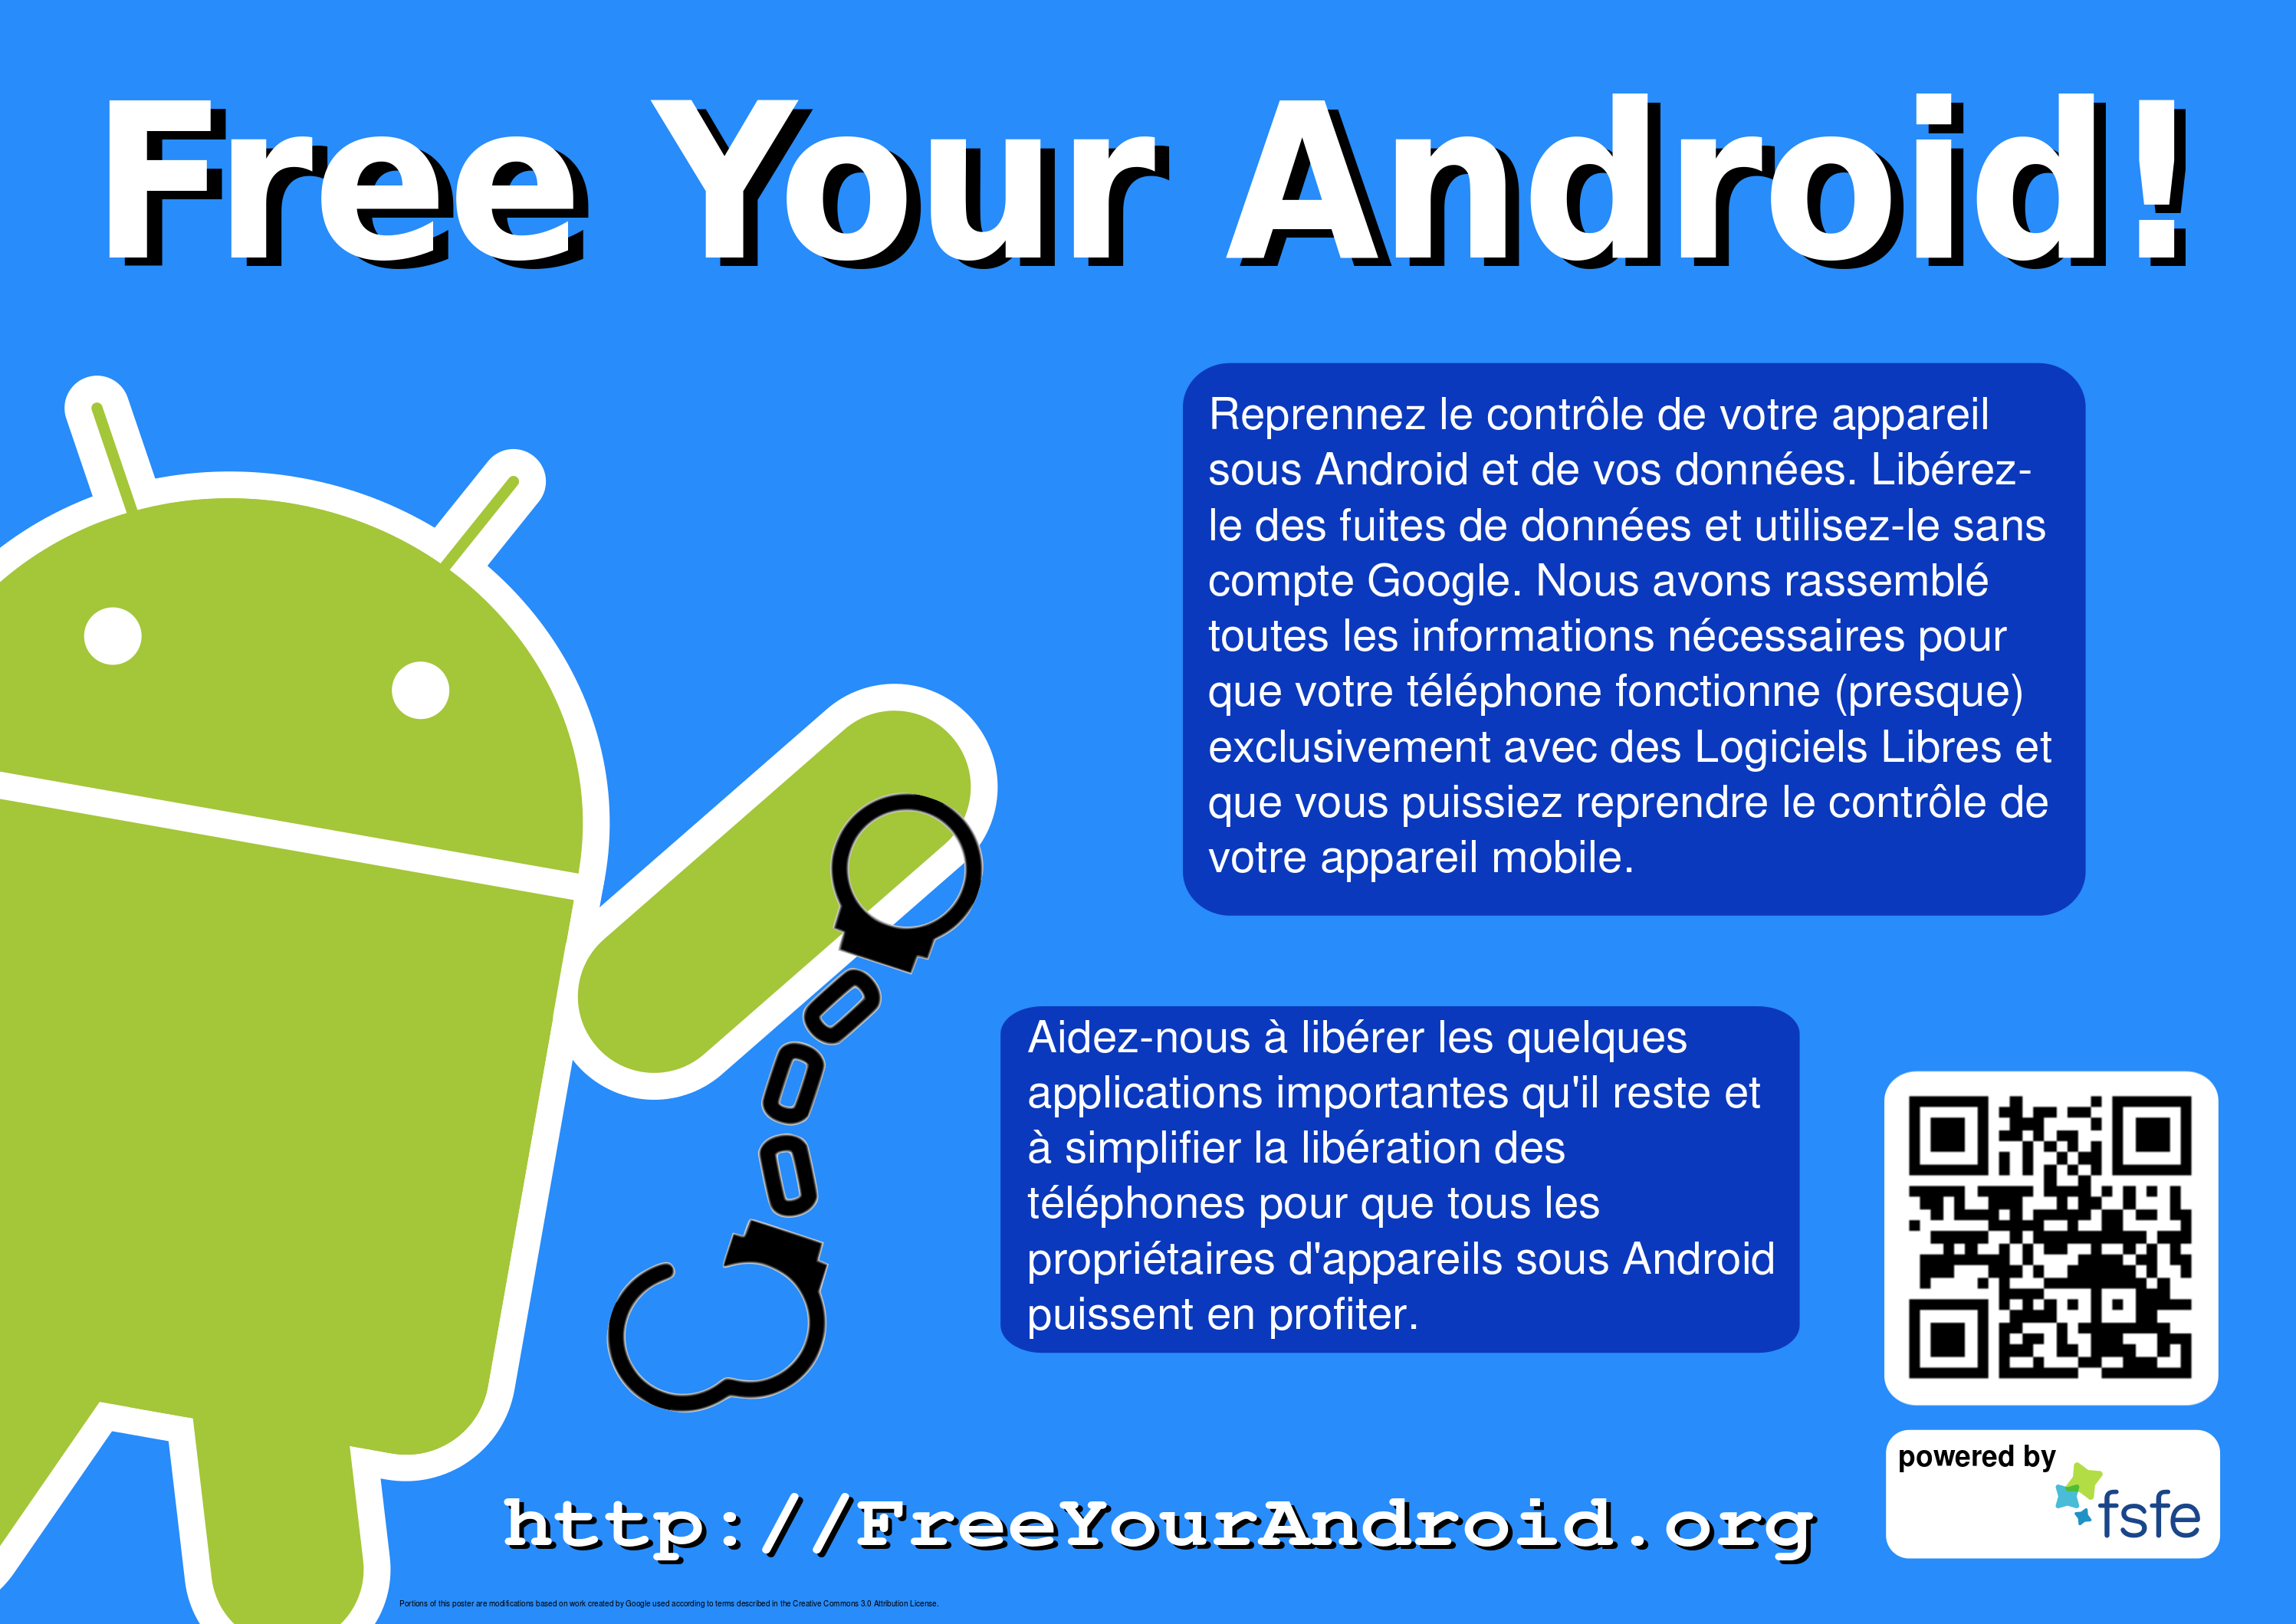 Free Your Android!
Reprennez le contrôle de votre appareil
sous Android et de vos données. Libérez-
le des fuites de données et utilisez-le sans
compte Google. Nous avons rassemblé
toutes les informations nécessaires pour
que votre téléphone fonctionne (presque)
exclusivement avec des Logiciels Libres et
que vous puissiez reprendre le contrôle de
votre appareil mobile.
Aidez-nous à libérer les quelques
applications importantes qu'il reste et
à simplifier la libération des
téléphones pour que tous les
propriétaires d'appareils sous Android
puissent en profiter.
powered by
fsfe
http://FreeYourAndroid.org
Portions of this poster are modifications based on work created by Google used according to terms described in the Creative Commons 3.0 Attribution License.